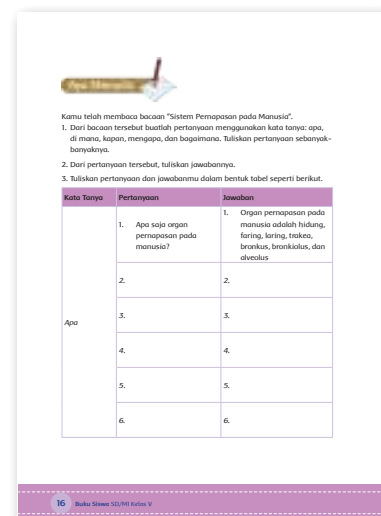 Ayo Menulis
Kamu telah membaca bacaan “Sistem Pernapasan pada Manusia”.
1. Dari bacaan tersebut buatlah pertanyaan menggunakan kata tanya: apa,
di mana, kapan, mengapa, dan bagaimana. Tuliskan pertanyaan sebanyak-
banyaknya.
2. Dari pertanyaan tersebut, tuliskan jawabannya.
3. Tuliskan pertanyaan dan jawabanmu dalam bentuk tabel seperti berikut.
Kata Tanya Pertanyaan Jawaban
Apa
1. Apa saja organ
pernapasan pada
manusia?
1. Organ pernapasan pada
manusia adalah hidung,
faring, laring, trakea,
bronkus, bronkiolus, dan
alveolus
2. 2.
3. 3.
4. 4.
5. 5.
6. 6.
16 Buku Siswa SD/MI Kelas V